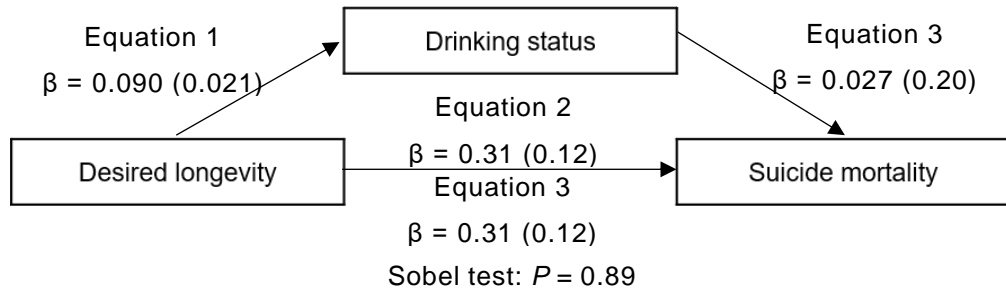 Equation 1
β = 0.090 (0.021)
Drinking status
Equation 3
β = 0.027 (0.20)
Desired longevity
Equation 2
β = 0.31 (0.12)
Equation 3
β = 0.31 (0.12)
Sobel test: P = 0.89
Suicide mortality